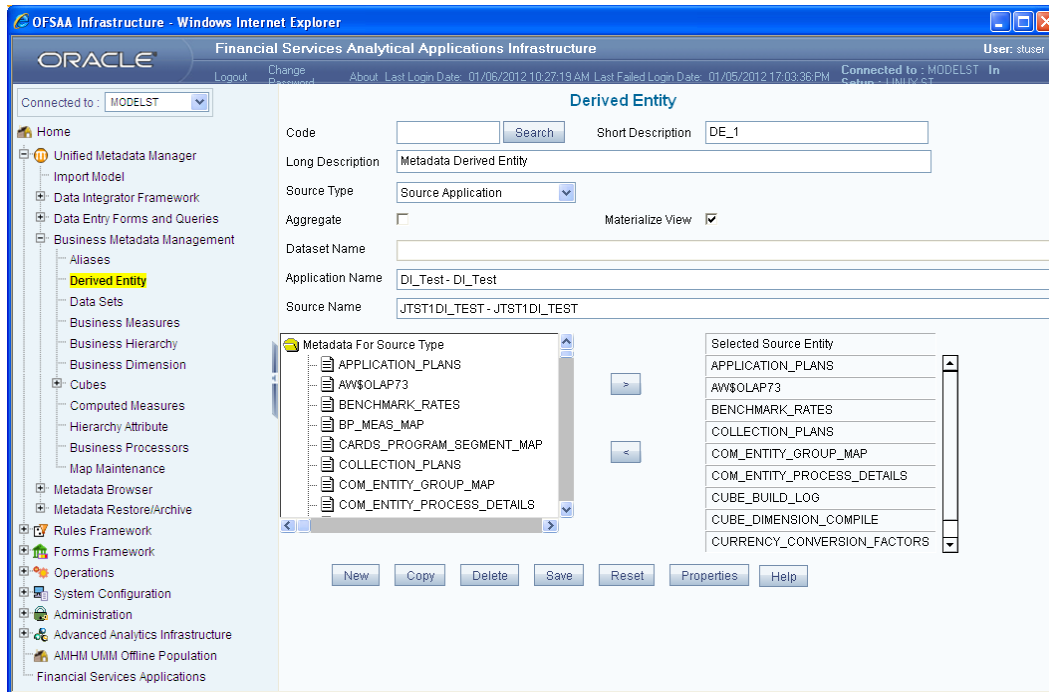 OFSAA Infrastructure - Windows Internet Explorer
ORACLE
Financial Services Analytical Applications Infrastructure
User: stuser
Logout
Change Password
About
Last Login Date: 01/06/2012 10:27:19 AM
Last Failed Login Date: 01/05/2012 17:03:36:PM
Connected to : MODELST
In Setup :
Connected to :
MODELST
Home
Unified Metadata Manager
Import Model
Data Integrator Framework
Data Entry Forms and Queries
Business Metadata Management
Aliases
Derived Entity
Data Sets
Business Measures
Business Hierarchy
Business Dimension
Cubes
Computed Measures
Hierarchy Attribute
Business Processors
Map Maintenance
Metadata Browser
Metadata Restore/Archive
Rules Framework
Forms Framework
Operations
System Configuration
Administration
Advanced Analytics Infrastructure
AMHM UMM Offline Population
Financial Services Applications
Derived Entity
Code
Search
Short Description
DE_1
Long Description
Metadata Derived Entity
Source Type
Source Application
Aggregate
Materialize View
Dataset Name
Application Name
DI_Test - DI_Test
Source Name
JTST1DI_TEST - JTST1DI_TEST
Metadata For Source Type
APPLICATION_PLANS
AW$OLAP73
BENCHMARK_RATES
BP_MEAS_MAP
CARDS_PROGRAM_SEGMENT_MAP
COLLECTION_PLANS
COM_ENTITY_GROUP_MAP
COM_ENTITY_PROCESS_DETAILS
>
<
Selected Source Entity
APPLICATION_PLANS
AW$OLAP73
BENCHMARK_RATES
COLLECTION_PLANS
COM_ENTITY_GROUP_MAP
COM_ENTITY_PROCESS_DETAILS
CUBE_BUILD_LOG
CUBE_DIMENSION_COMPILE
CURRENCY_CONVERSION_FACTORS
New
Copy
Delete
Save
Reset
Properties
Help